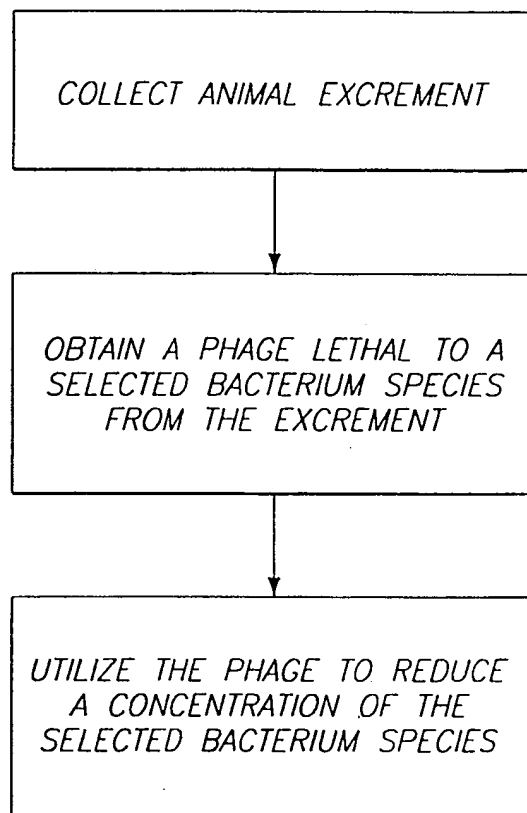 COLLECT ANIMAL EXCREMENT
OBTAIN A PHAGE LETHAL TO A
SELECTED BACTERIUM SPECIES
FROM THE EXCREMENT
UTILIZE THE PHAGE TO REDUCE
A CONCENTRATION OF THE
SELECTED BACTERIUM SPECIES